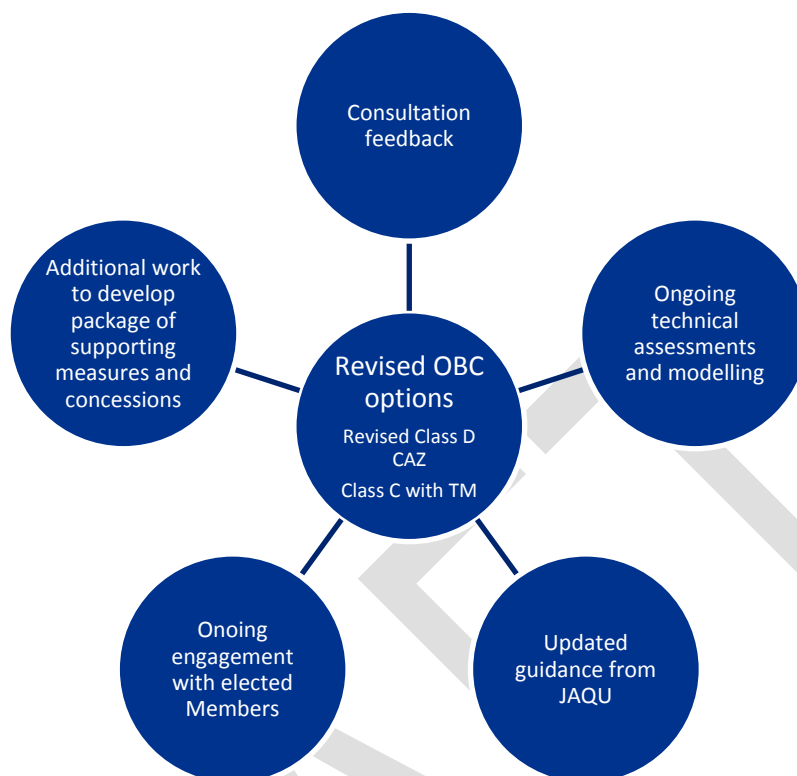 Consultation
feedback
Additional work
to develop
package of
supporting
measures and
concessions
Ongoing
technical
assessments
and modelling
Revised OBC
options
Revised Class D
CAZ
Class C with TM
Onoing
engagement
with elected
Members
Updated
guidance from
JAQU